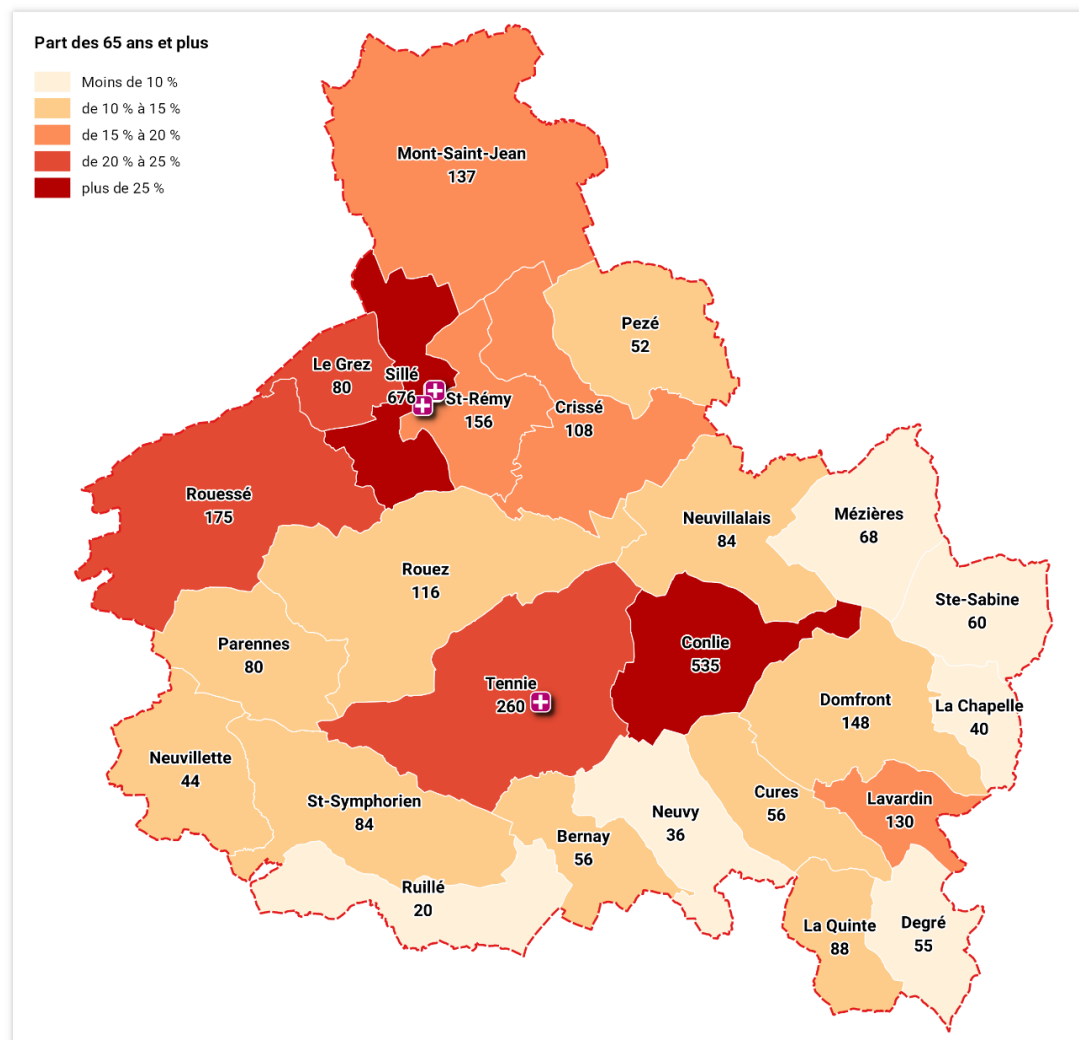 Part des 65 ans et plus
Moins de 10 %
de 10 % à 15 %
de 15 % à 20 %
de 20 % à 25 %
plus de 25 %
Mont-Saint-Jean
137
Pezé
52
Le Grez
80
Sillé
676
St-Rémy
156
Crissé
108
Rouessé
175
Neuvillalais
84
Mézières
68
Rouez
116
Ste-Sabine
60
Parennes
80
Conlie
535
Tennie
260
Domfront
148
La Chapelle
40
Neuvillette
44
St-Symphorien
84
Cures
56
Lavardin
130
Neuvy
36
Bernay
56
Ruillé
20
La Quinte
88
Degré
55